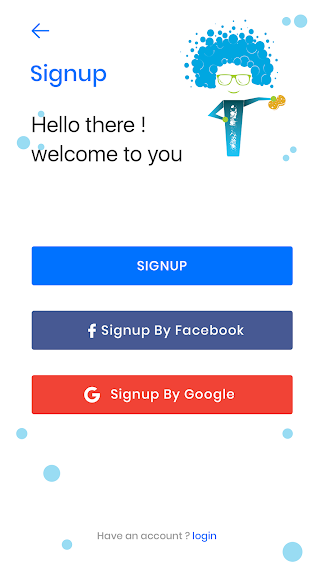 Signup
Hello there !
welcome to you
SIGNUP
Signup By Facebook
Signup By Google
Have an account ? login